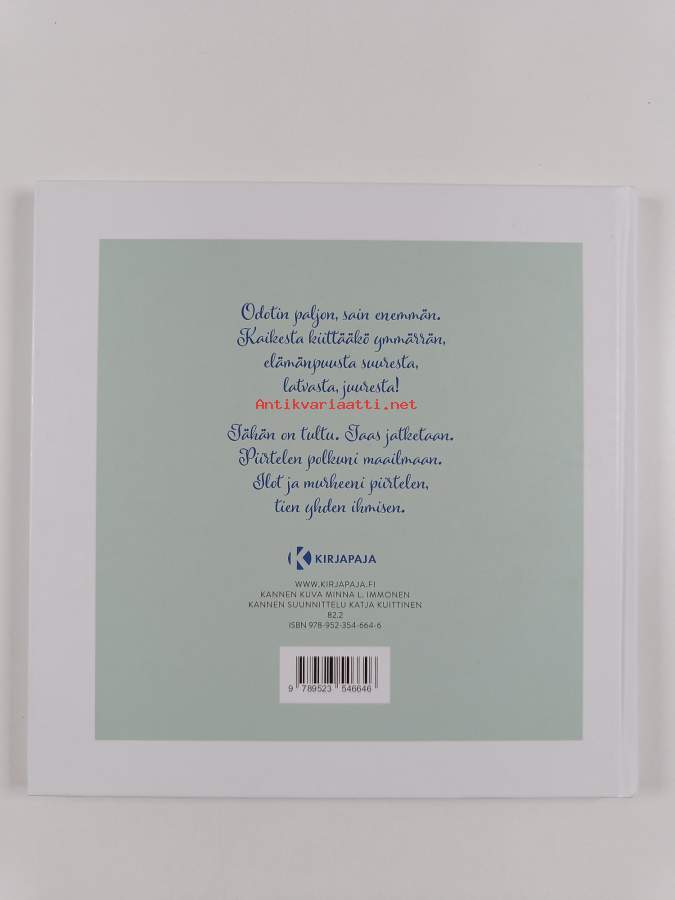 Odotin paljon, sain enemmän.
Kaikesta kiittääkö ymmärrän,
elämänpuusta suuresta,
latvasta, juuresta!
Antikvariaatti.net
Tähän on tultu. Taas jatketaan.
Piirtelen polkuni maailmaan.
Ilot ja murheeni piirtelen,
tien yhden ihmisen.
KIRJAPAJA
WWW.KIRJAPAJA.FI
KANNEN KUVA MINNA L. IMMONEN
KANNEN SUUNNITTELU KATJA KUITTINEN
82.2
ISBN 978-952-354-664-6
9 789523 546646